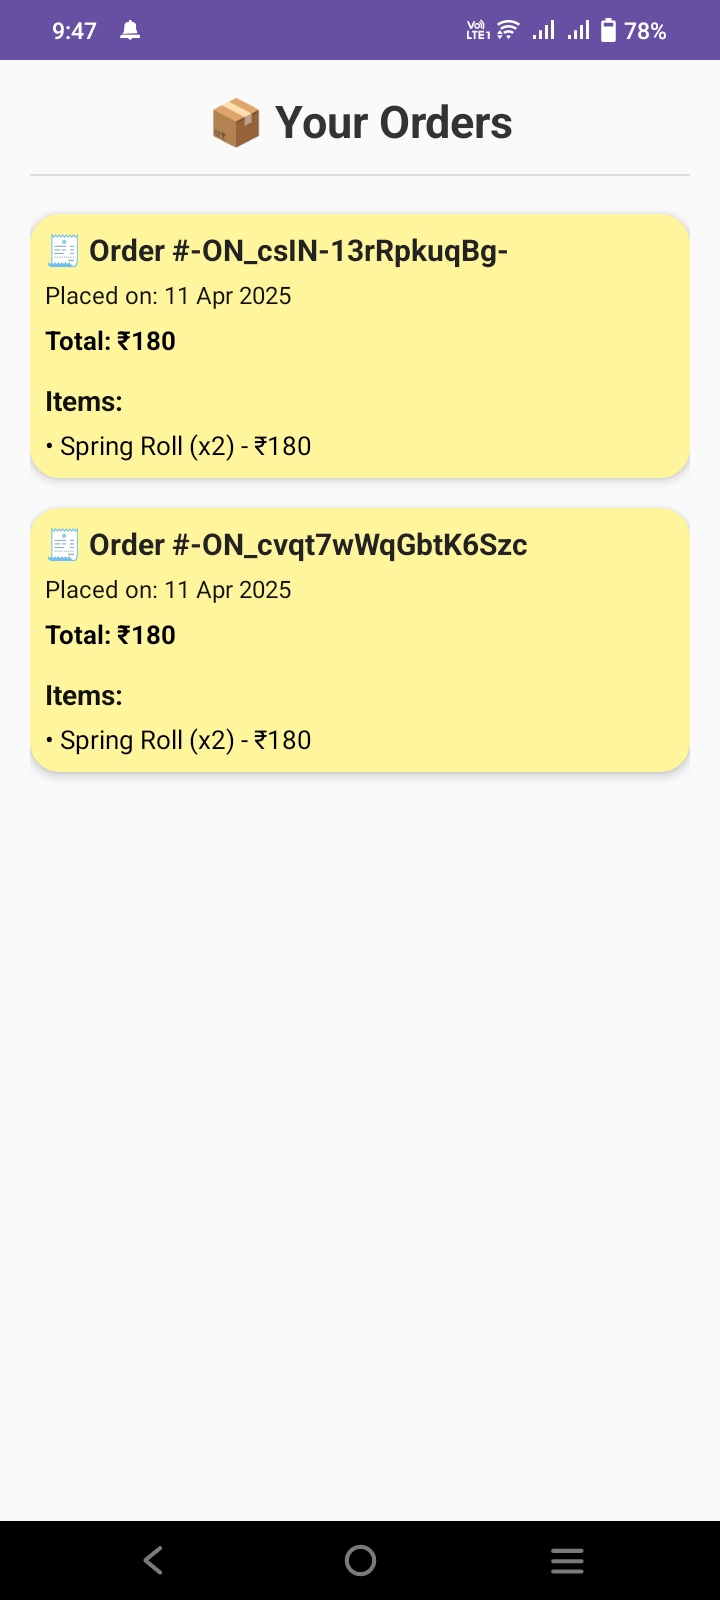 9:47 Vo) LTE1 78%
Your Orders
Order #-ON_csIN-13rRpkuqBg-
Placed on: 11 Apr 2025
Total: ₹180
Items:
• Spring Roll (x2) - ₹180
Order #-ON_cvqt7wWqGbtK6Szc
Placed on: 11 Apr 2025
Total: ₹180
Items:
• Spring Roll (x2) - ₹180